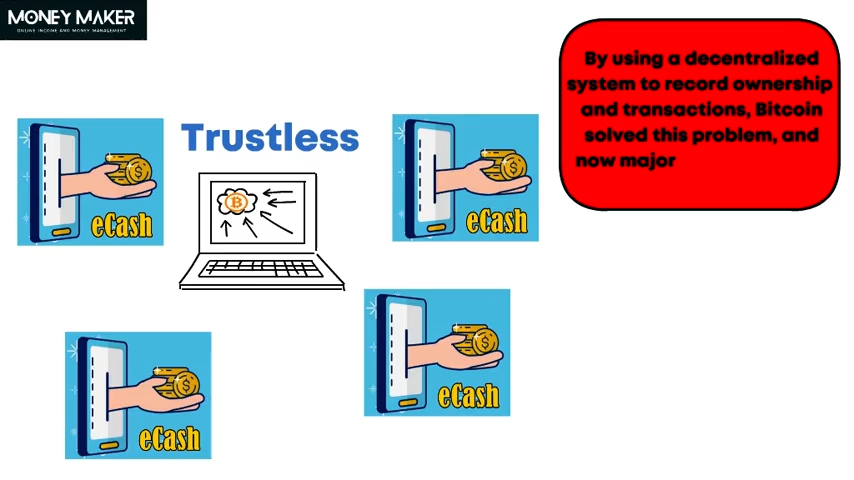 MONEY MAKER
ONLINE INCOME AND MONEY MANAGEMENT
By using a decentralized
system to record ownership
and transactions, Bitcoin
solved this problem, and
now major
Trustless
eCash
eCash
eCash
eCash